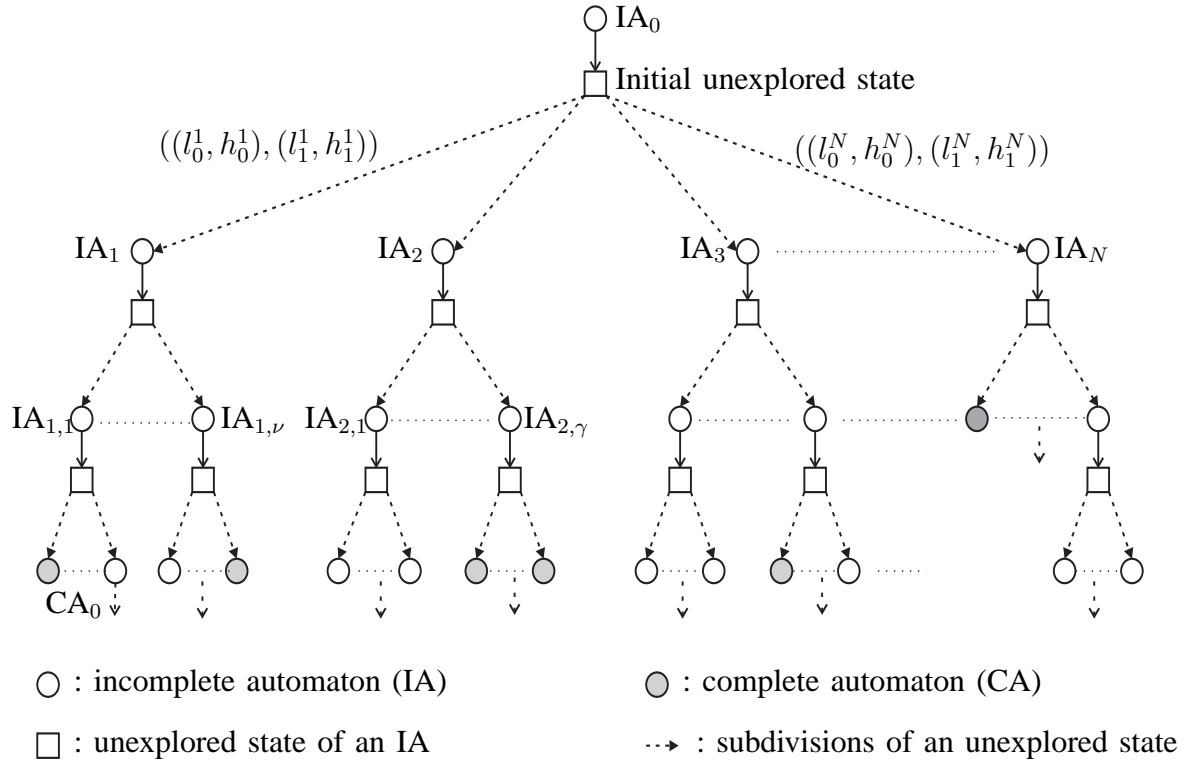 IA₀
Initial unexplored state
((l₀¹, h₀¹), (l₁¹, h₁¹))
((l₀ᴺ, h₀ᴺ), (l₁ᴺ, h₁ᴺ))
IA₁ IA₂ IA₃ IA_N
IA₁,₁ IA₁,ᵥ IA₂,₁ IA₂,ᵧ
CA₀
: incomplete automaton (IA) : complete automaton (CA)
: unexplored state of an IA : subdivisions of an unexplored state